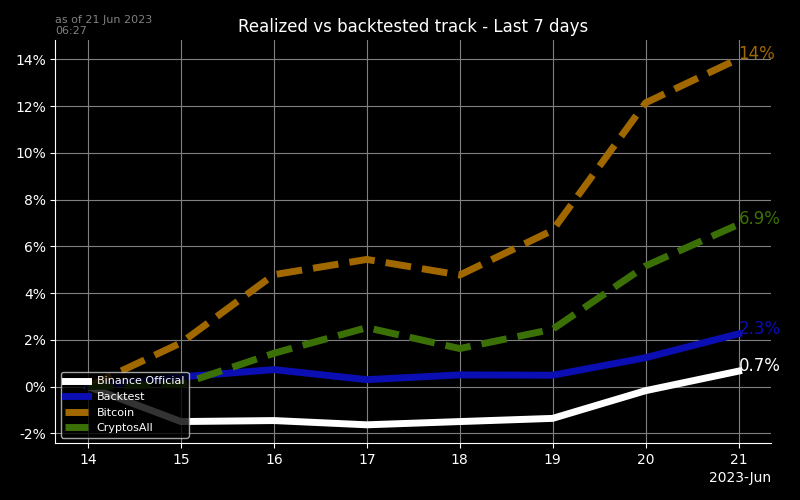 as of 21 Jun 2023
06:27
Realized vs backtested track - Last 7 days
14%
12%
10%
8%
6%
4%
2%
0%
-2%
14%
6.9%
2.3%
0.7%
Binance Official
Backtest
Bitcoin
CryptosAll
14 15 16 17 18 19 20 21
2023-Jun